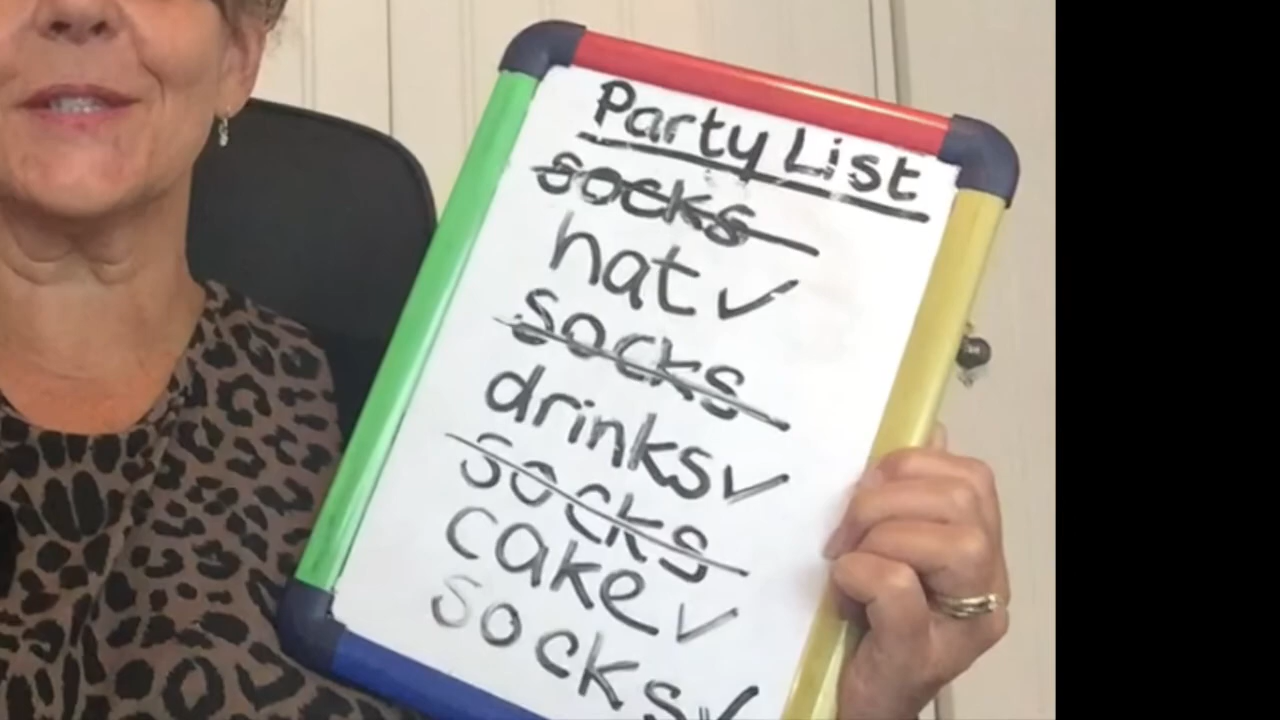 Party List
socks
hat ✓
socks
drinks ✓
socks
cake ✓
socks ✓